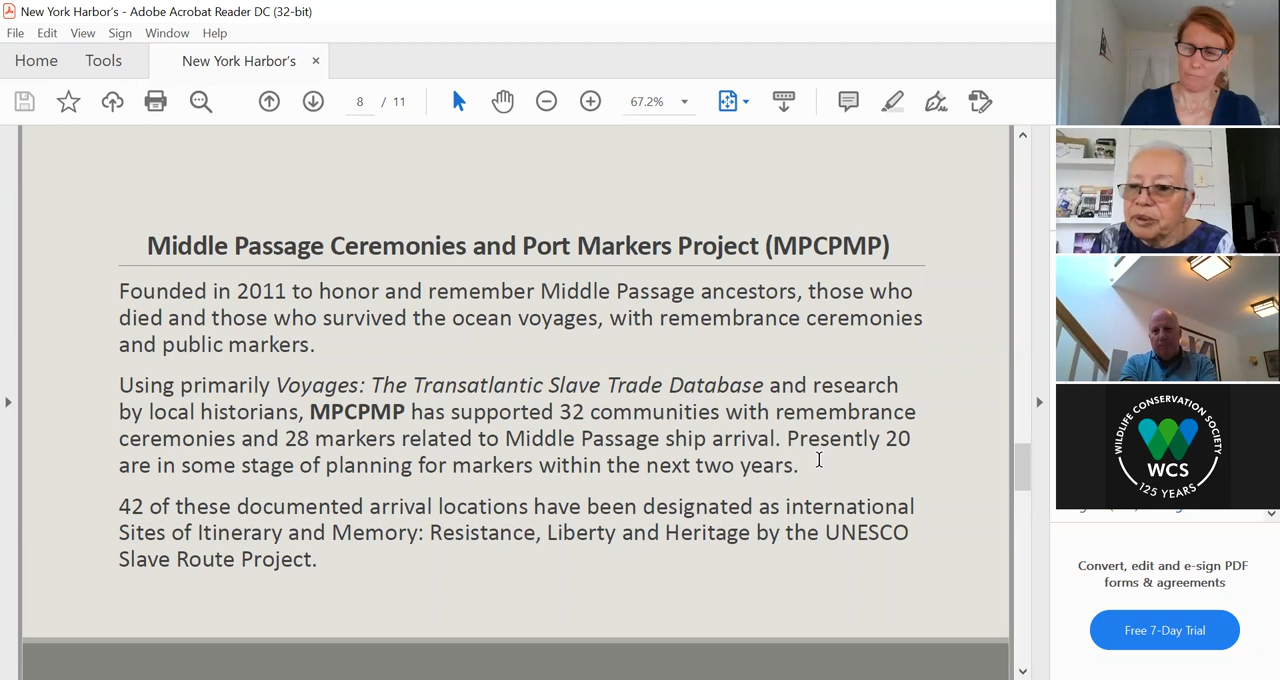 New York Harbor's - Adobe Acrobat Reader DC (32-bit)
File Edit View Sign Window Help
Home Tools New York Harbor's ×
8 / 11 67.2%
Middle Passage Ceremonies and Port Markers Project (MPCPMP)
Founded in 2011 to honor and remember Middle Passage ancestors, those who
died and those who survived the ocean voyages, with remembrance ceremonies
and public markers.
Using primarily Voyages: The Transatlantic Slave Trade Database and research
by local historians, MPCPMP has supported 32 communities with remembrance
ceremonies and 28 markers related to Middle Passage ship arrival. Presently 20
are in some stage of planning for markers within the next two years.
42 of these documented arrival locations have been designated as international
Sites of Itinerary and Memory: Resistance, Liberty and Heritage by the UNESCO
Slave Route Project.
WILDLIFE CONSERVATION SOCIETY
WCS
125 YEARS
Convert, edit and e-sign PDF
forms & agreements
Free 7-Day Trial